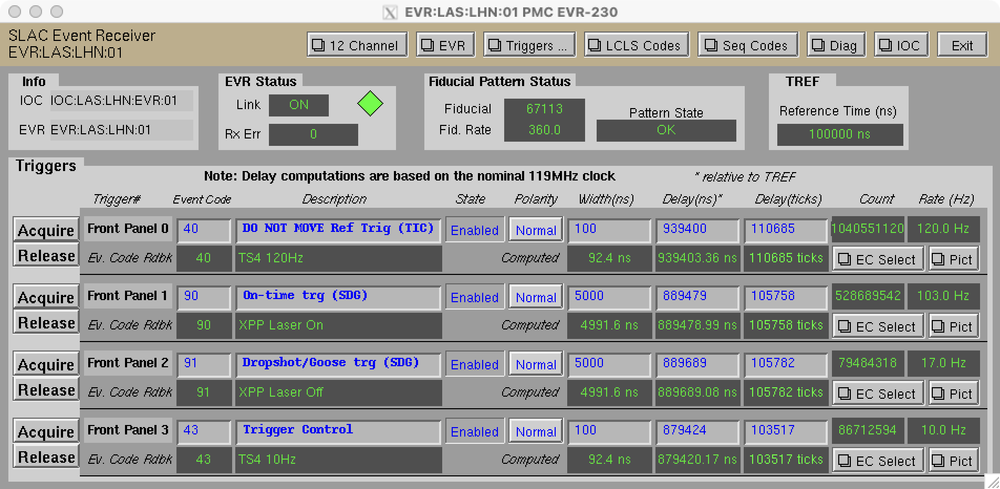 EVR:LAS:LHN:01 PMC EVR-230
SLAC Event Receiver
EVR:LAS:LHN:01
12 Channel EVR Triggers ... LCLS Codes Seq Codes Diag IOC Exit
Info
IOC IOC:LAS:LHN:EVR:01
EVR EVR:LAS:LHN:01
EVR Status
Link ON
Rx Err 0
Fiducial Pattern Status
Fiducial 67113
Fid. Rate 360.0
Pattern State
OK
TREF
Reference Time (ns)
100000 ns
Triggers
Note: Delay computations are based on the nominal 119MHz clock * relative to TREF
Trigger# Event Code Description State Polarity Width(ns) Delay(ns)* Delay(ticks) Count Rate (Hz)
Acquire Front Panel 0 40 DO NOT MOVE Ref Trig (TIC) Enabled Normal 100 939400 110685 1040551120 120.0 Hz
Release Ev. Code Rdbk 40 TS4 120Hz Computed 92.4 ns 939403.36 ns 110685 ticks EC Select Pict
Acquire Front Panel 1 90 On-time trg (SDG) Enabled Normal 5000 889479 105758 528689542 103.0 Hz
Release Ev. Code Rdbk 90 XPP Laser On Computed 4991.6 ns 889478.99 ns 105758 ticks EC Select Pict
Acquire Front Panel 2 91 Dropshot/Goose trg (SDG) Enabled Normal 5000 889689 105782 79484318 17.0 Hz
Release Ev. Code Rdbk 91 XPP Laser Off Computed 4991.6 ns 889689.08 ns 105782 ticks EC Select Pict
Acquire Front Panel 3 43 Trigger Control Enabled Normal 100 879424 103517 86712594 10.0 Hz
Release Ev. Code Rdbk 43 TS4 10Hz Computed 92.4 ns 879420.17 ns 103517 ticks EC Select Pict